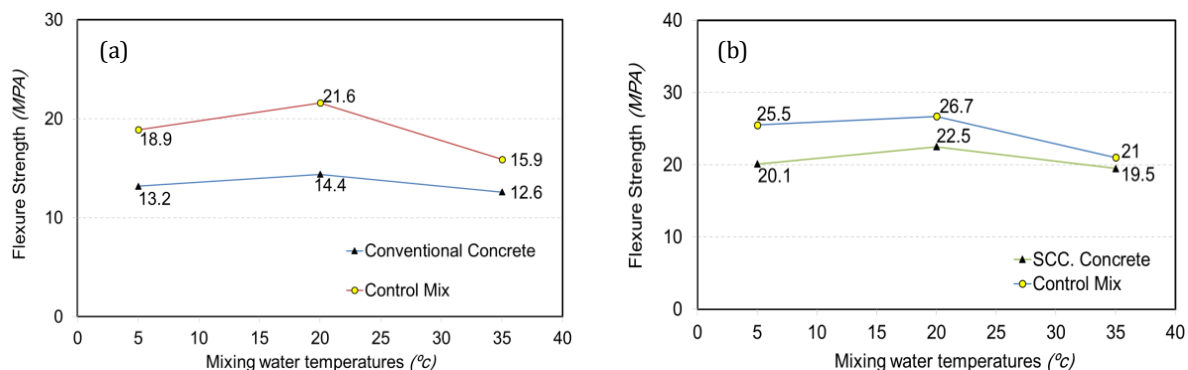 (a)
Flexure Strength (MPA)
30
20
10
0
18.9
21.6
15.9
13.2
14.4
12.6
Conventional Concrete
Control Mix
0 5 10 15 20 25 30 35 40
Mixing water temperatures (ºc)
(b)
Flexure Strength (MPA)
40
30
20
10
0
25.5
26.7
21
20.1
22.5
19.5
SCC. Concrete
Control Mix
0 5 10 15 20 25 30 35 40
Mixing water temperatures (ºc)